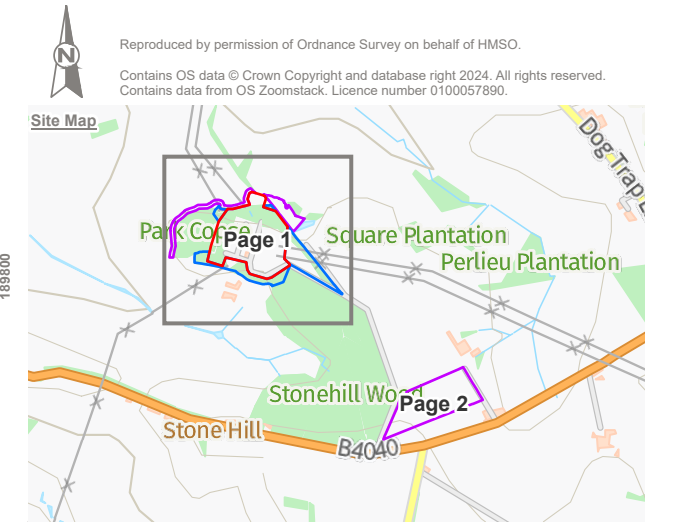 N
Reproduced by permission of Ordnance Survey on behalf of HMSO.
Contains OS data © Crown Copyright and database right 2024. All rights reserved.
Contains data from OS Zoomstack. Licence number 0100057890.
Site Map
Dog Trap
Park Copse
Page 1
Square Plantation
Perlieu Plantation
189800
Stonehill Wood
Page 2
Stone Hill
B4040